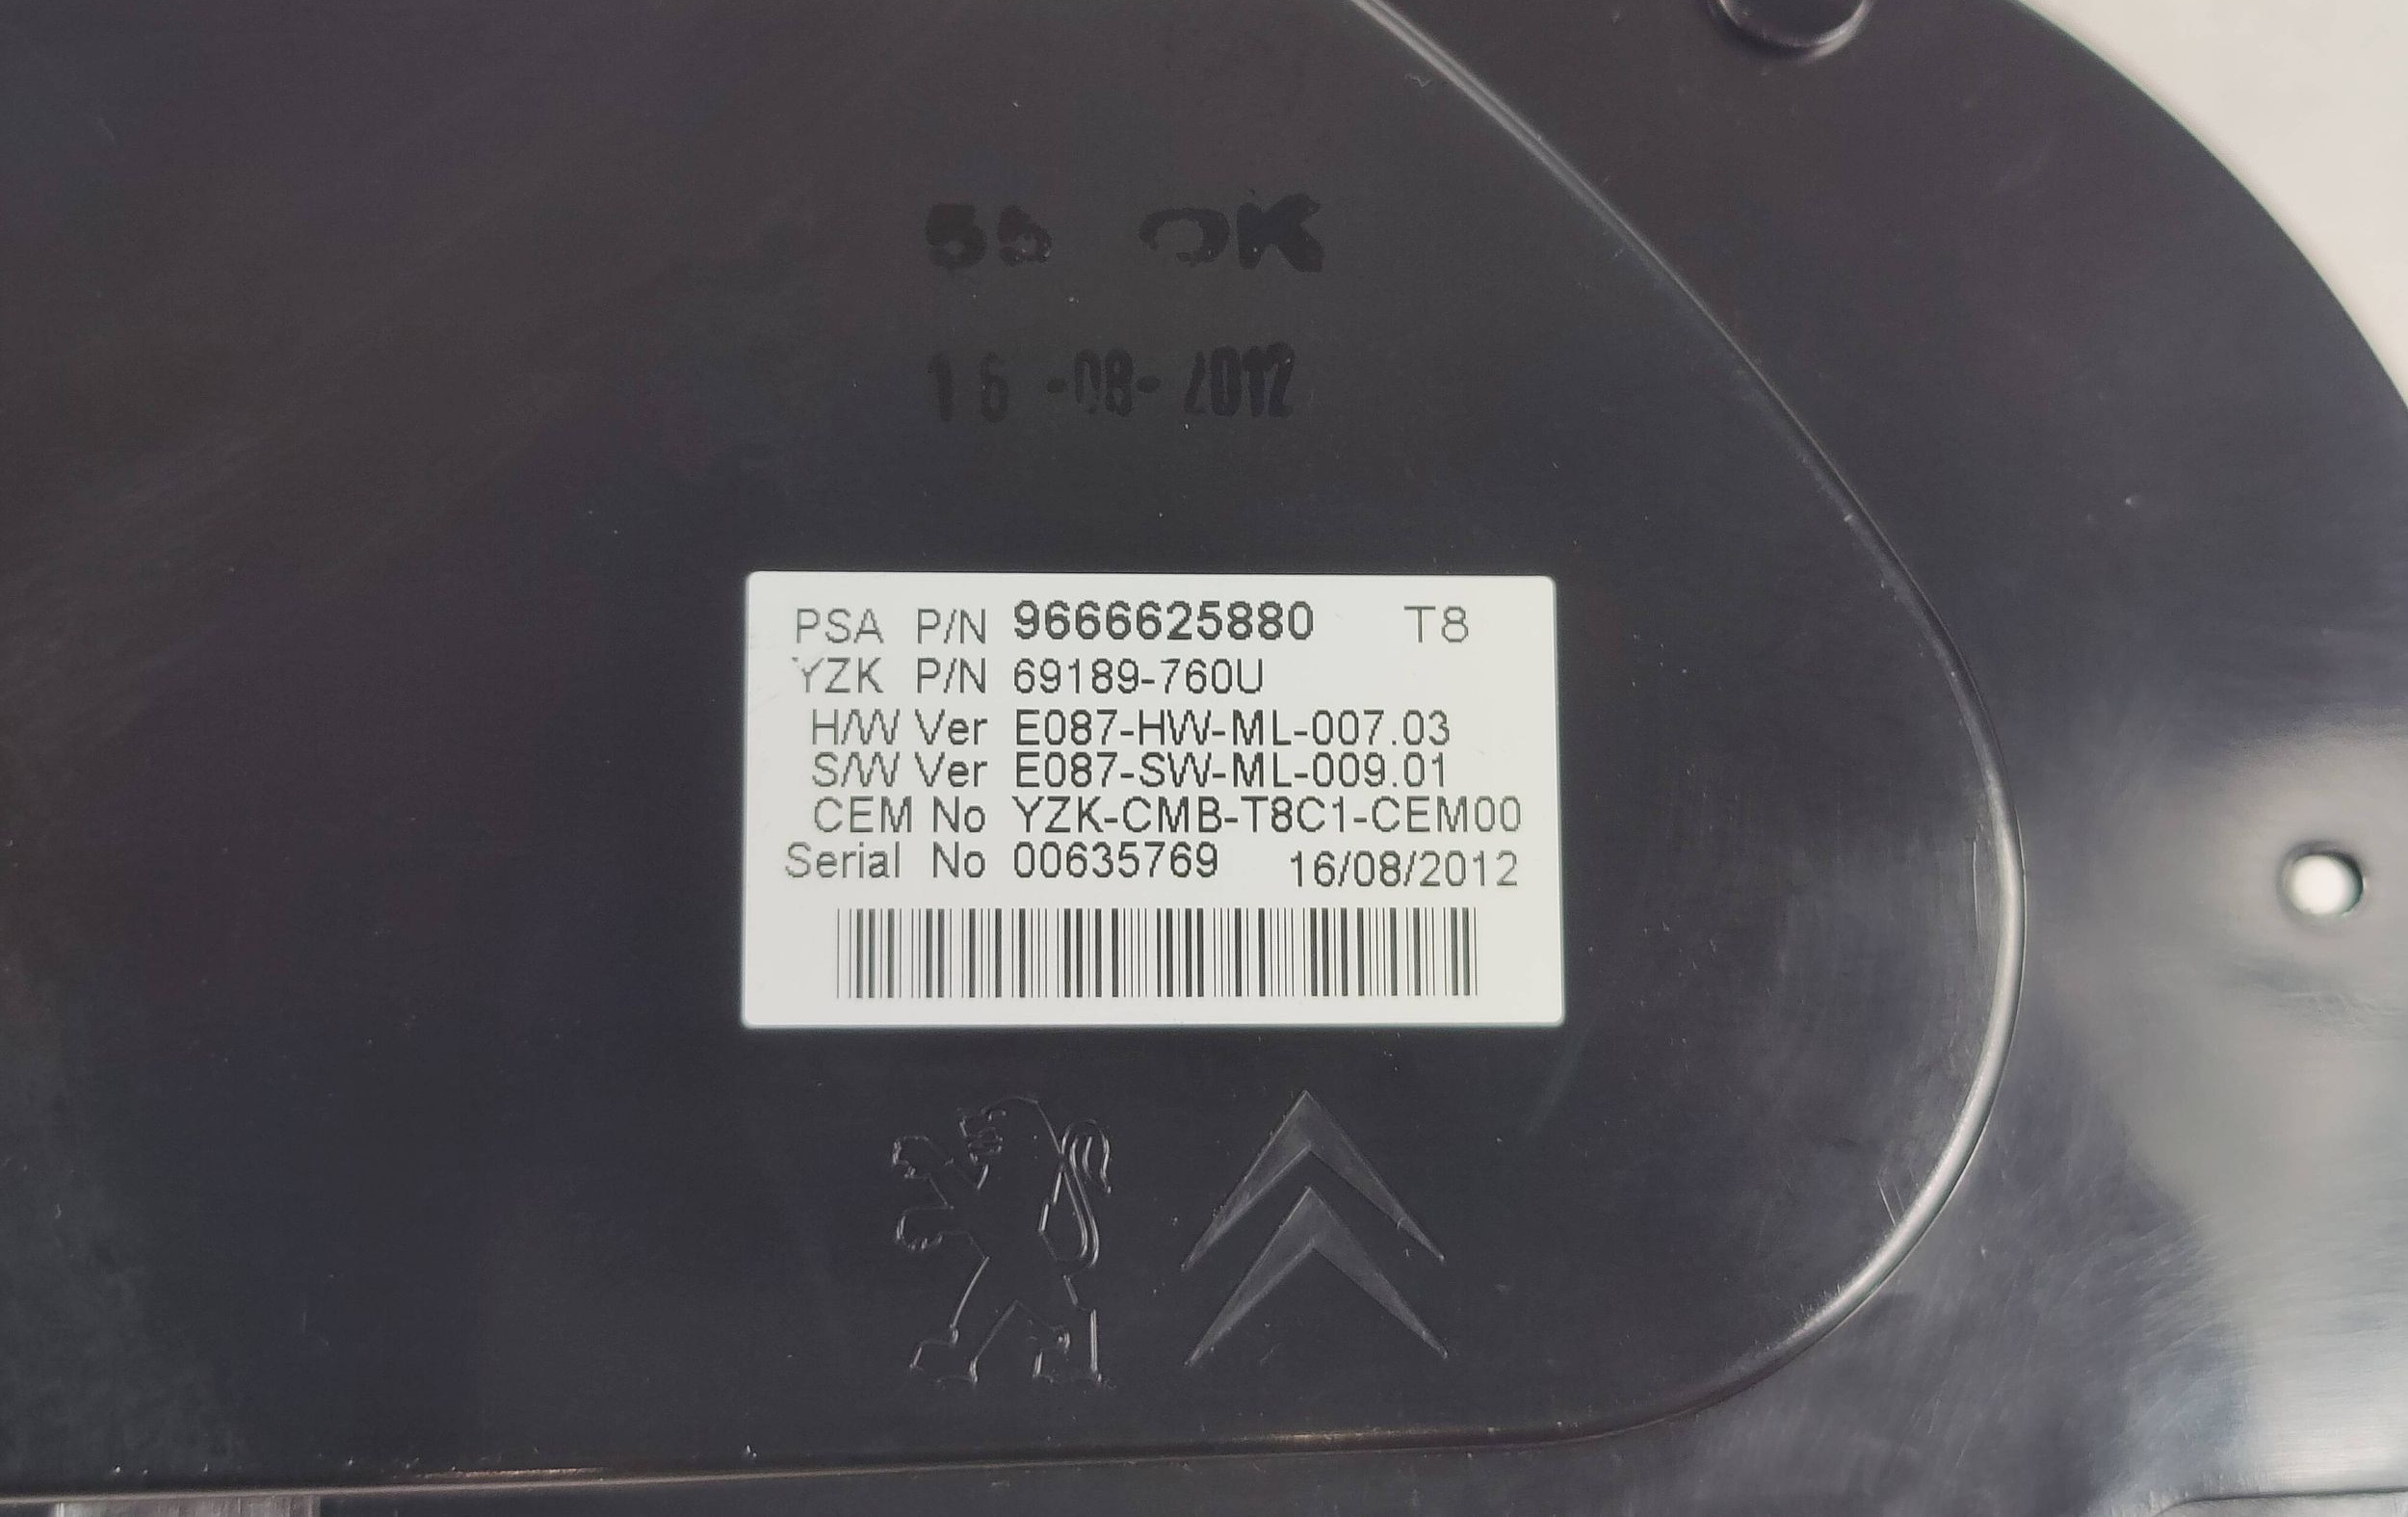 55 OK
16-08-2012
PSA P/N 9666625880 T8
YZK P/N 69189-760U
H/W Ver E087-HW-ML-007.03
S/W Ver E087-SW-ML-009.01
CEM No YZK-CMB-T8C1-CEM00
Serial No 00635769 16/08/2012